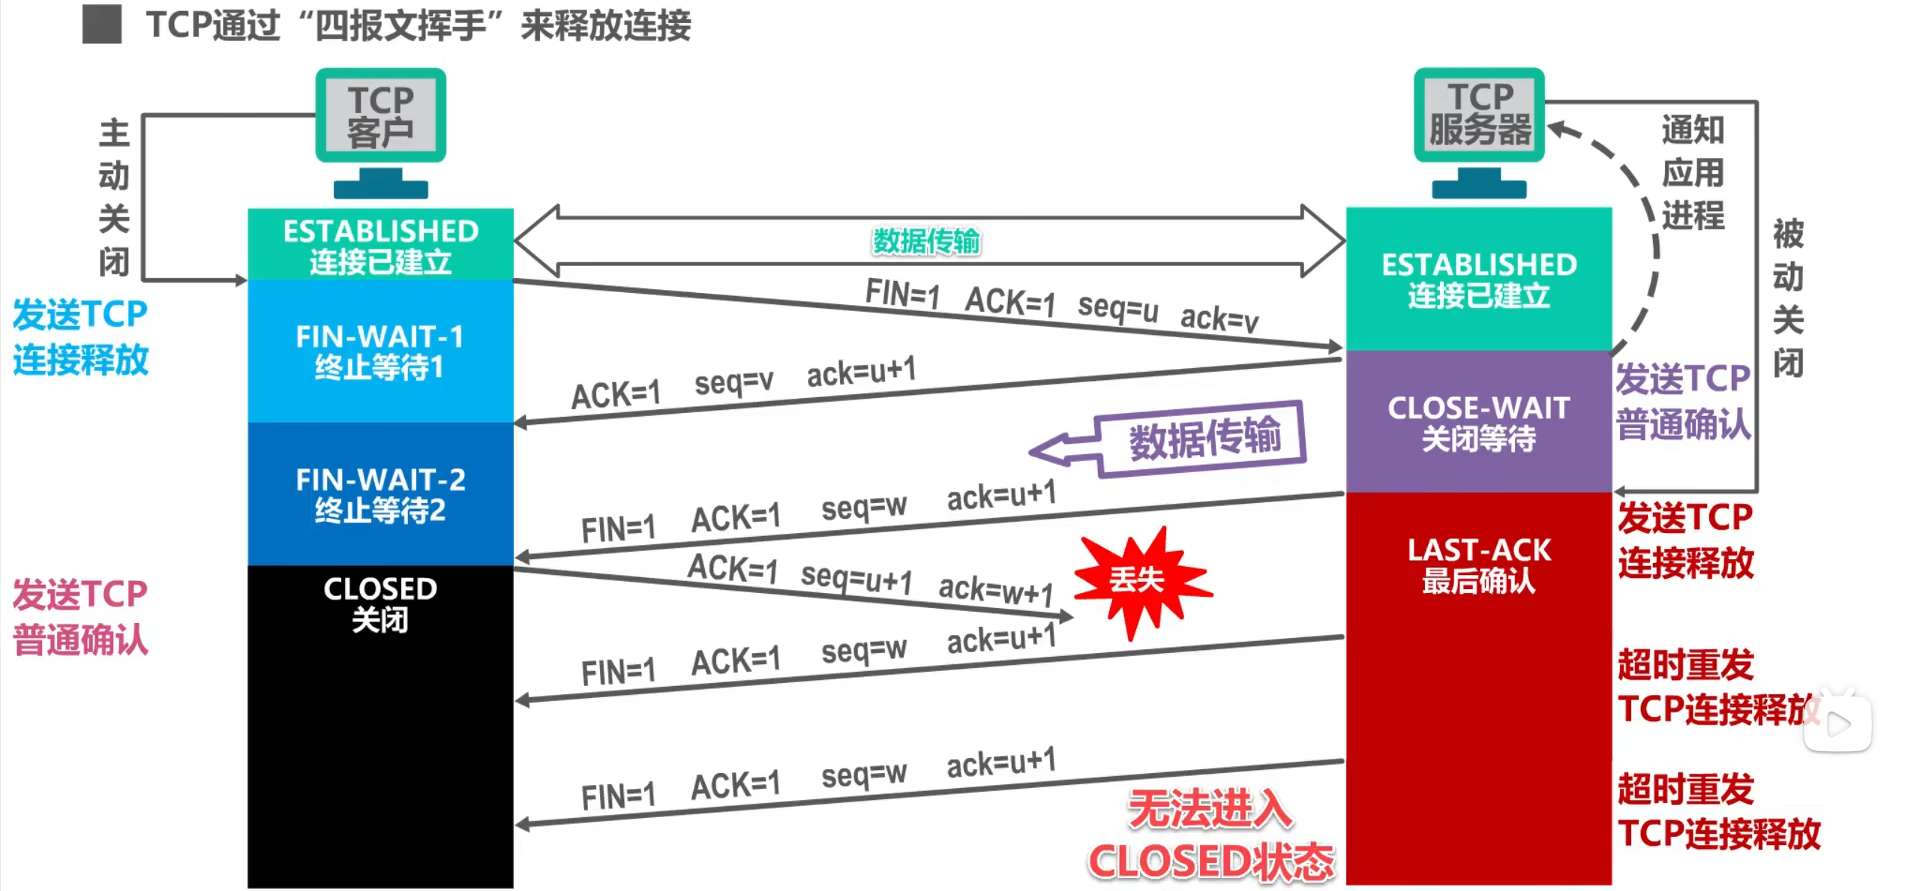 TCP通过“四报文挥手”来释放连接
TCP
客户
TCP
服务器
主动关闭
通知
应用
进程
被动关闭
ESTABLISHED
连接已建立
数据传输
ESTABLISHED
连接已建立
FIN=1 ACK=1 seq=u ack=v
发送TCP
连接释放
FIN-WAIT-1
终止等待1
ACK=1 seq=v ack=u+1
CLOSE-WAIT
关闭等待
发送TCP
普通确认
数据传输
FIN-WAIT-2
终止等待2
FIN=1 ACK=1 seq=w ack=u+1
LAST-ACK
最后确认
发送TCP
连接释放
发送TCP
普通确认
CLOSED
关闭
ACK=1 seq=u+1 ack=w+1
丢失
FIN=1 ACK=1 seq=w ack=u+1
超时重发
TCP连接释放
FIN=1 ACK=1 seq=w ack=u+1
超时重发
TCP连接释放
无法进入
CLOSED状态